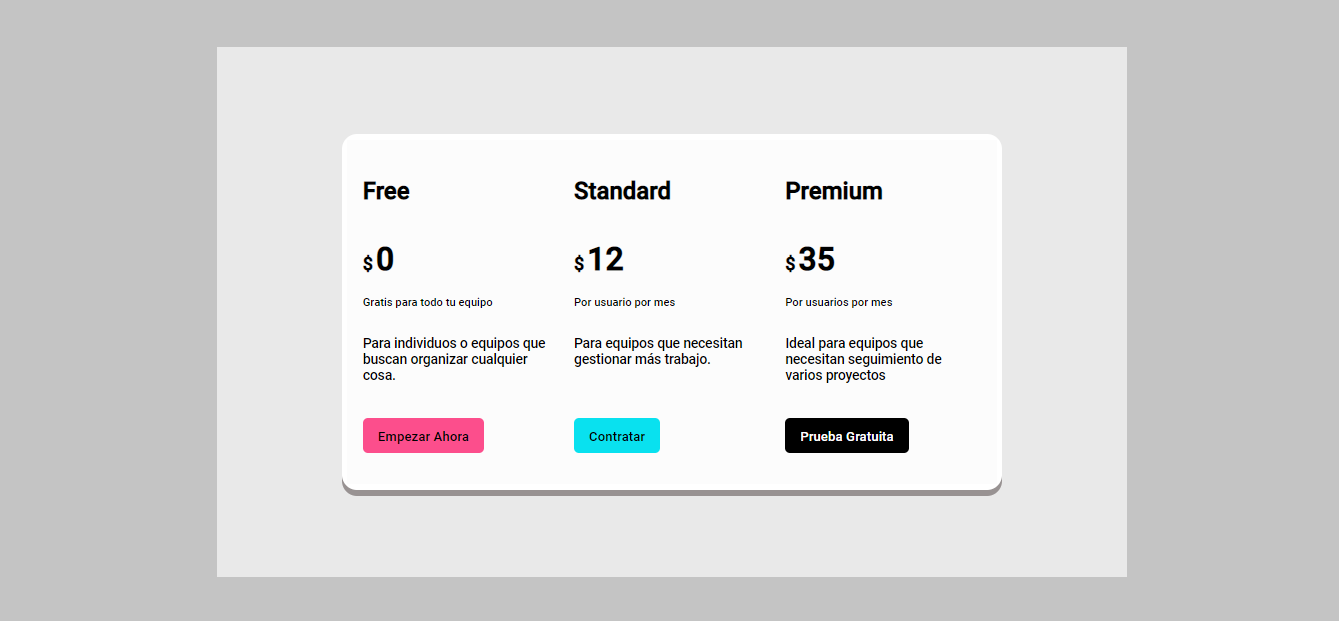 Free
$0
Gratis para todo tu equipo
Para individuos o equipos que
buscan organizar cualquier
cosa.
Empezar Ahora
Standard
$12
Por usuario por mes
Para equipos que necesitan
gestionar más trabajo.
Contratar
Premium
$35
Por usuarios por mes
Ideal para equipos que
necesitan seguimiento de
varios proyectos
Prueba Gratuita